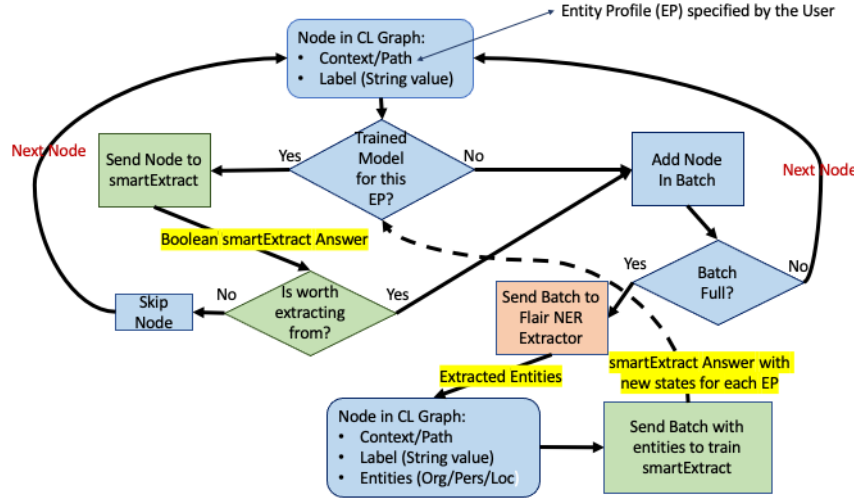 Entity Profile (EP) specified by the User
Node in CL Graph:
• Context/Path
• Label (String value)
Next Node
Send Node to
smartExtract
Yes
Trained
Model
for this
EP?
No
Add Node
In Batch
Next Node
Boolean smartExtract Answer
Skip
Node
No
Is worth
extracting
from?
Yes
Yes
Batch
Full?
No
Send Batch to
Flair NER
Extractor
Extracted Entities
smartExtract Answer with
new states for each EP
Node in CL Graph:
• Context/Path
• Label (String value)
• Entities (Org/Pers/Loc)
Send Batch with
entities to train
smartExtract